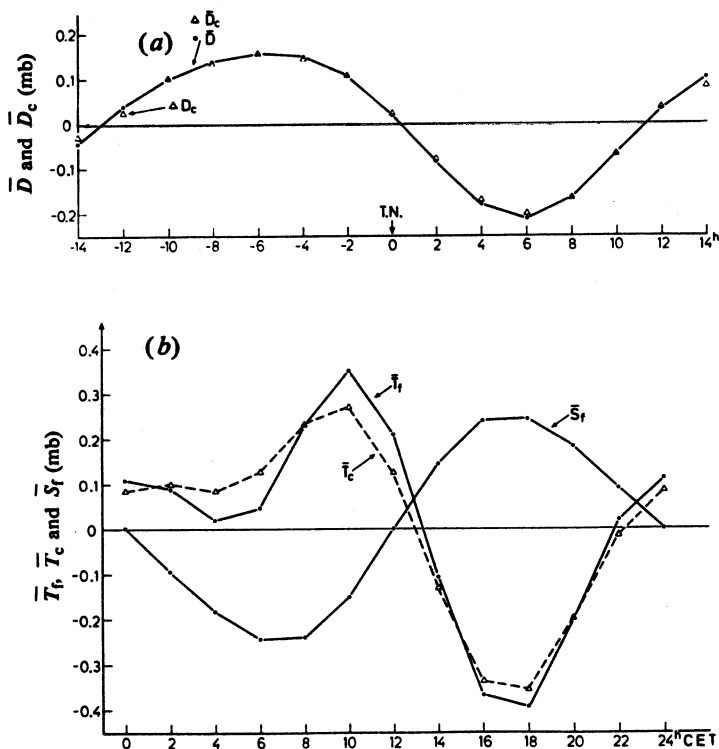 (a)
△ D̄c
• D̄
△ Dc
D̄ and D̄c (mb)
0.2
0.1
0
-0.1
-0.2
T.N.
-14 -12 -10 -8 -6 -4 -2 0 2 4 6 8 10 12 14h
(b)
T̄f
S̄f
T̄c
T̄f, T̄c and S̄f (mb)
0.4
0.3
0.2
0.1
0
-0.1
-0.2
-0.3
-0.4
0 2 4 6 8 10 12 14 16 18 20 22 24h CET